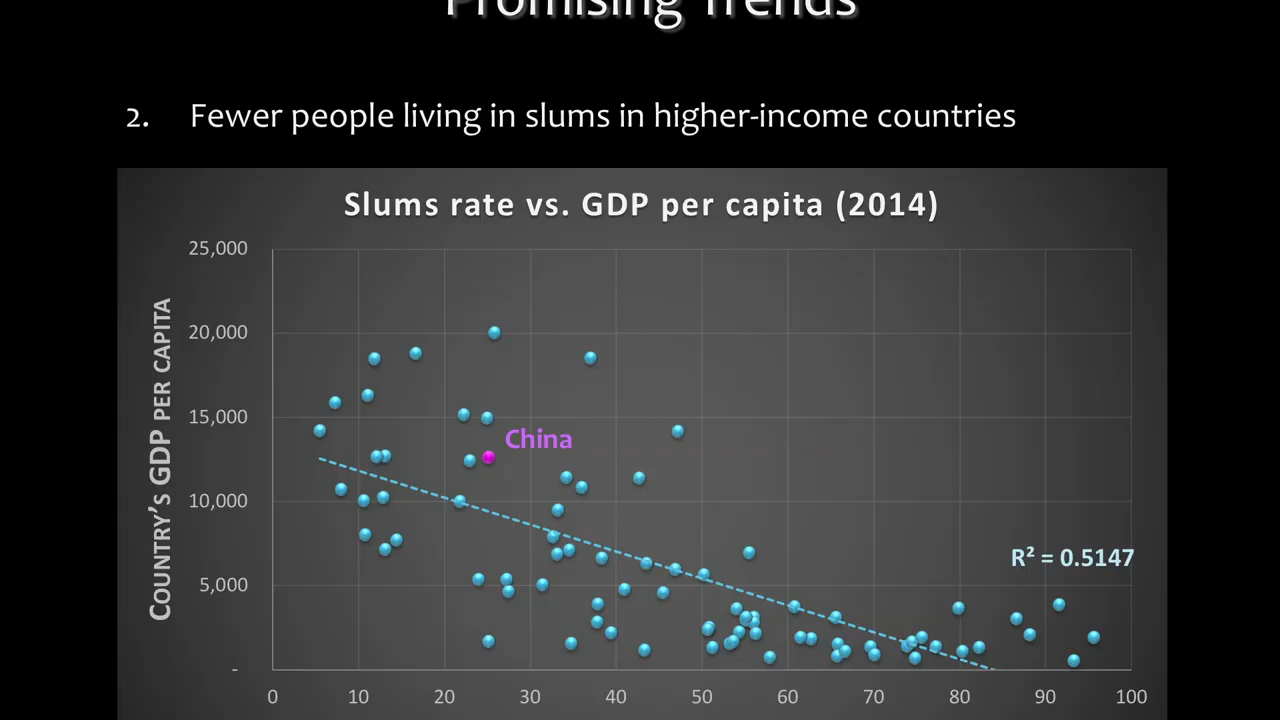 Promising Trends
2. Fewer people living in slums in higher-income countries
Slums rate vs. GDP per capita (2014)
COUNTRY'S GDP PER CAPITA
25,000
20,000
15,000
10,000
5,000
-
China
R² = 0.5147
0 10 20 30 40 50 60 70 80 90 100